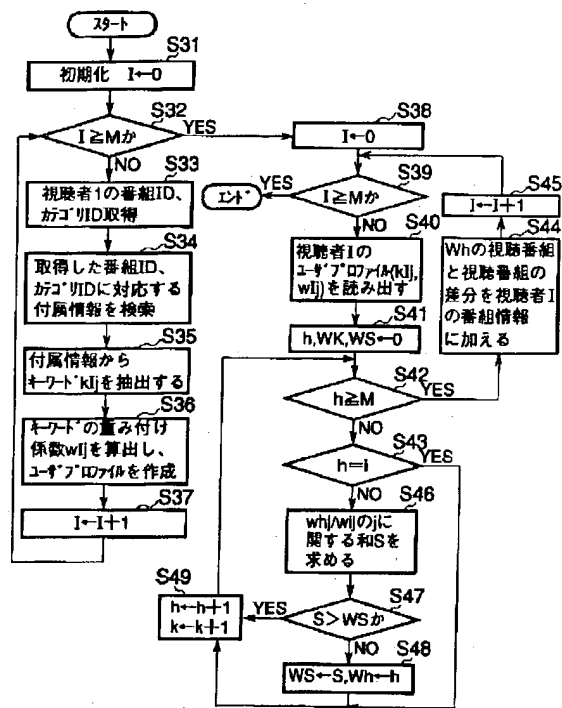 スタート
S31
初期化 I←0
S32
I≧Mか
YES
NO
S33
視聴者1の番組ID、
カテゴリID取得
S34
取得した番組ID、
カテゴリIDに対応する
付属情報を検索
S35
付属情報から
キーワードkIjを抽出する
S36
キーワードの重み付け
係数wIjを算出し、
ユーザプロファイルを作成
S37
I←I+1
S38
I←0
S39
I≧Mか
YES
エンド
NO
S40
視聴者Iの
ユーザプロファイル(kIj,
wIj)を読み出す
S41
h,WK,WS←0
S42
h≧M
YES
NO
S43
h=i
YES
NO
S44
Whの視聴番組
と視聴番組の
差分を視聴者I
の番組情報
に加える
S45
I←I+1
S46
whj/wijのjに
関する和Sを
求める
S47
S>WSか
YES
NO
S48
WS←S,Wh←h
S49
h←h+1
k←k+1